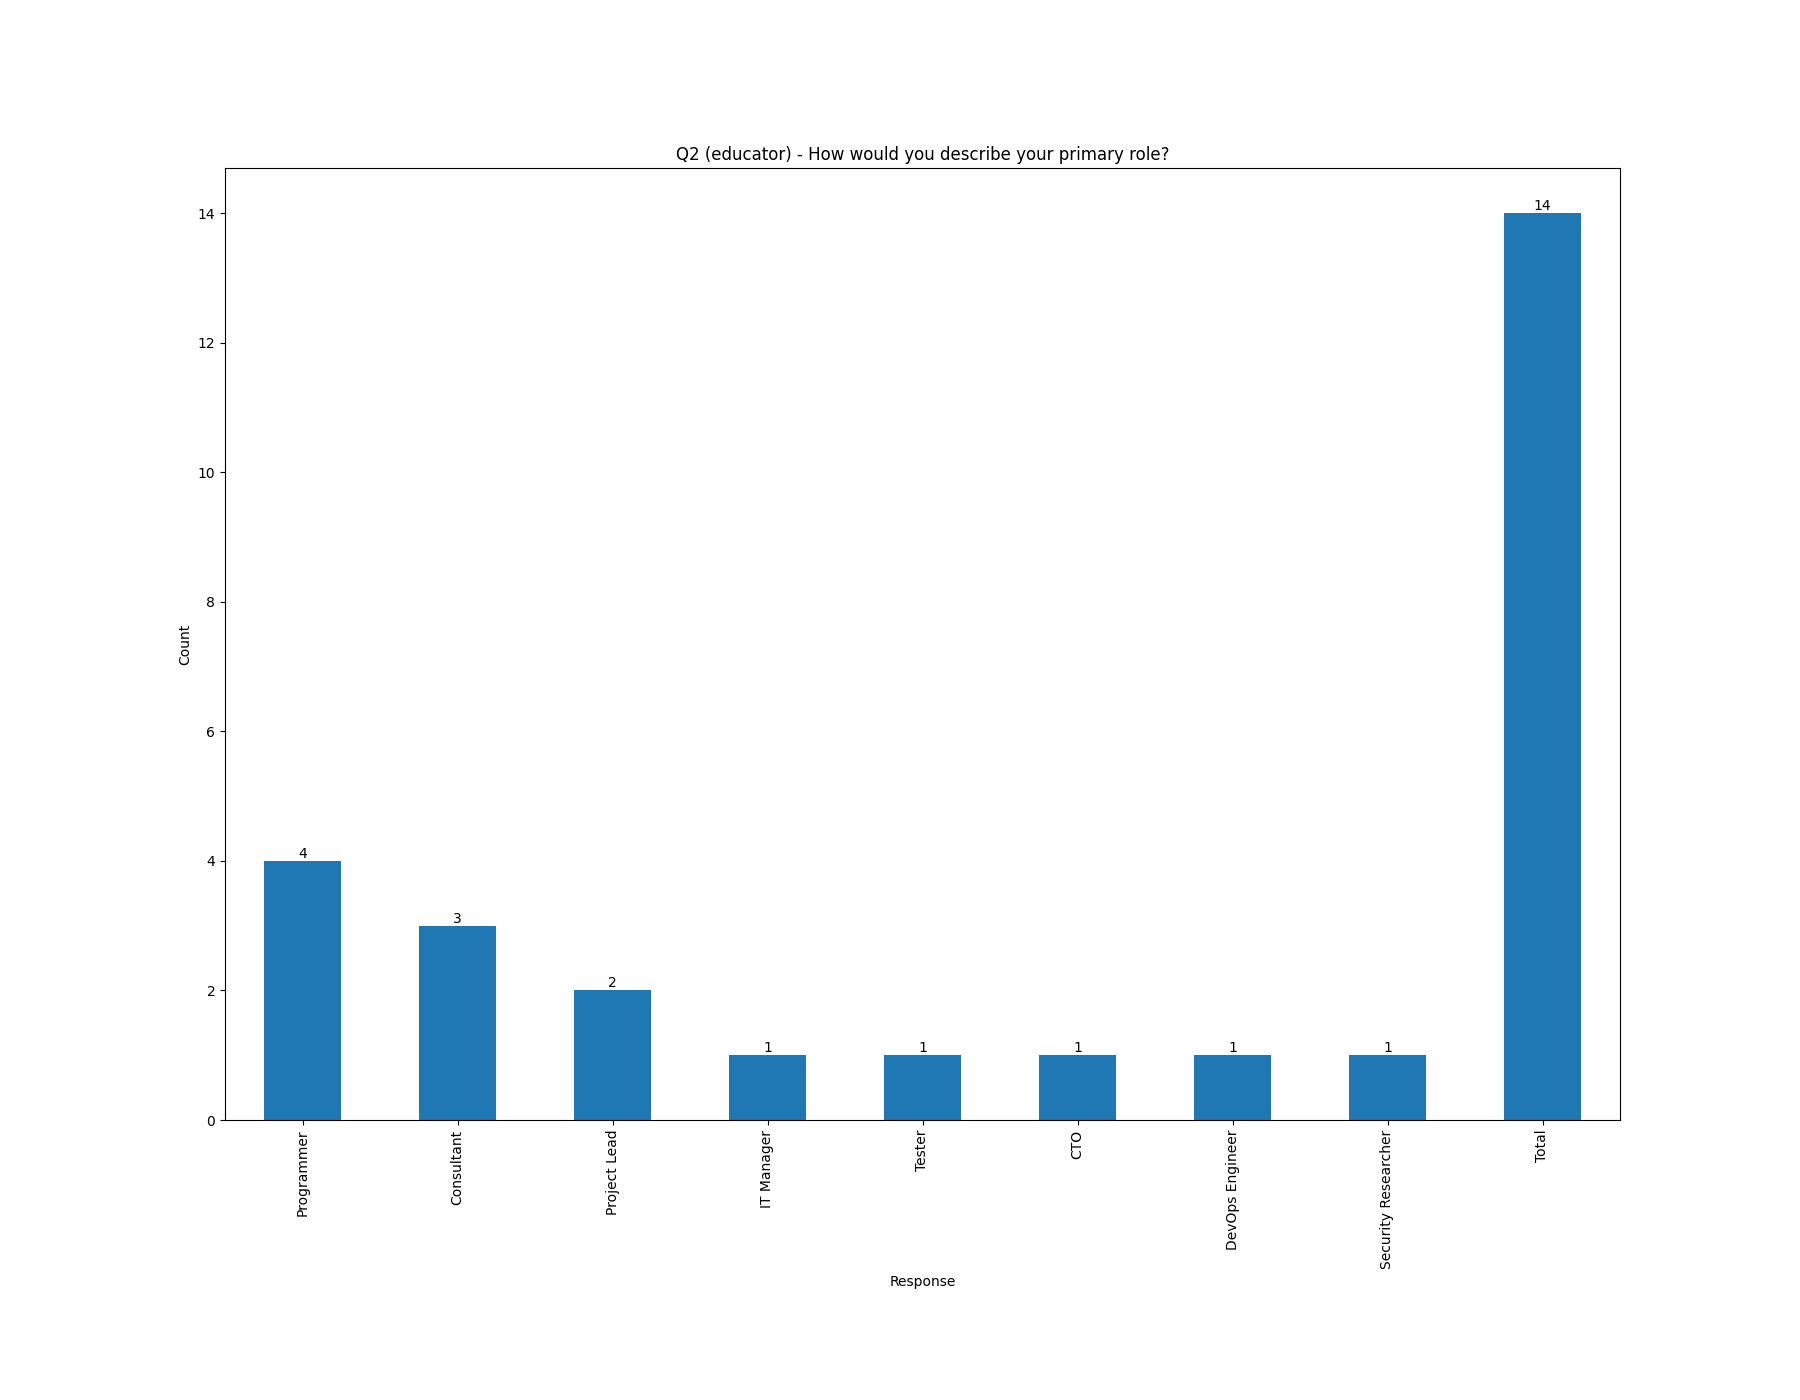 Q2 (educator) - How would you describe your primary role?
14
12
10
8
6
4
2
0
Count
4
3
2
1
1
1
1
1
14
Programmer
Consultant
Project Lead
IT Manager
Tester
CTO
DevOps Engineer
Security Researcher
Total
Response